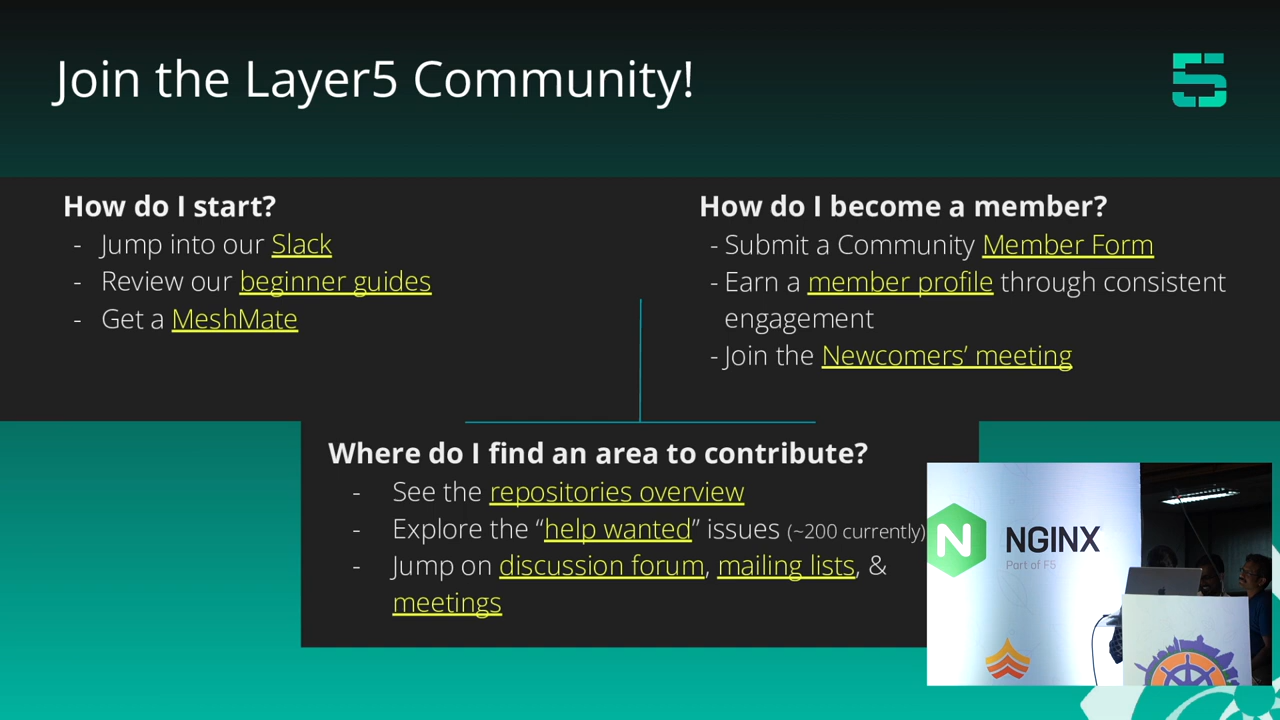 Join the Layer5 Community!
How do I start?
- Jump into our Slack
- Review our beginner guides
- Get a MeshMate
How do I become a member?
- Submit a Community Member Form
- Earn a member profile through consistent
engagement
- Join the Newcomers’ meeting
Where do I find an area to contribute?
- See the repositories overview
- Explore the “help wanted” issues (~200 currently)
- Jump on discussion forum, mailing lists, &
meetings
N NGINX
Part of F5